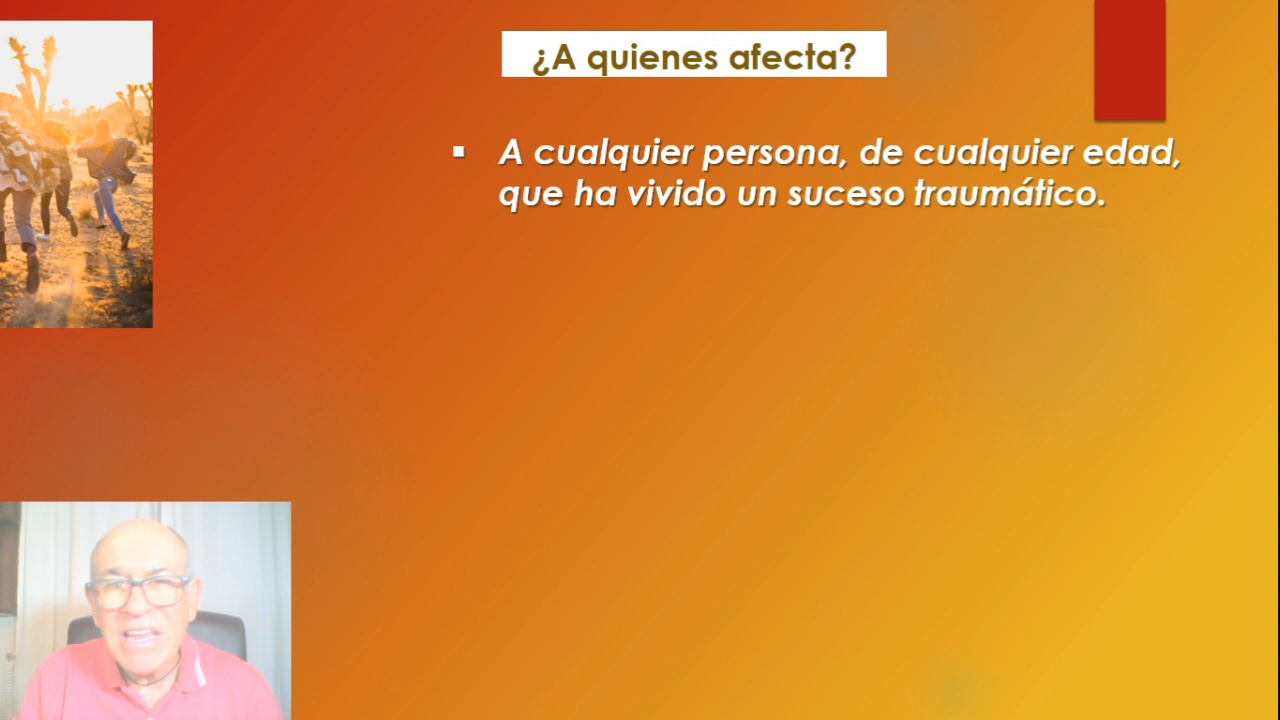 ¿A quienes afecta?
A cualquier persona, de cualquier edad,
que ha vivido un suceso traumático.